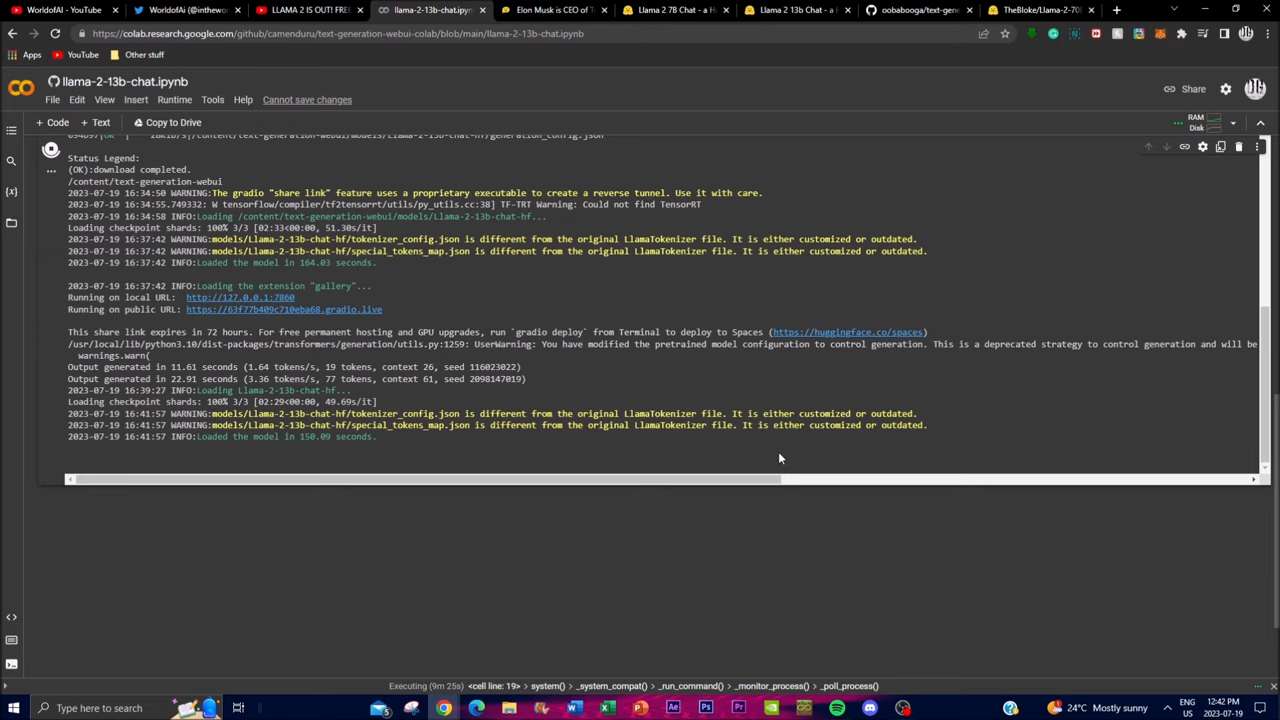 WorldofAi - YouTube
WorldofAi (@inthewor
LLAMA 2 IS OUT! FREE
llama-2-13b-chat.ipyn
Elon Musk is CEO of T
Llama 2 7B Chat - a H
Llama 2 13b Chat - a
oobabooga/text-gene
TheBloke/Llama-2-70
https://colab.research.google.com/github/camenduru/text-generation-webui-colab/blob/main/llama-2-13b-chat.ipynb
Apps YouTube Other stuff
CO llama-2-13b-chat.ipynb
File Edit View Insert Runtime Tools Help Cannot save changes
Share
+ Code + Text Copy to Drive
RAM
Disk
Status Legend:
(OK):download completed.
/content/text-generation-webui
2023-07-19 16:34:50 WARNING:The gradio "share link" feature uses a proprietary executable to create a reverse tunnel. Use it with care.
2023-07-19 16:34:55.749332: W tensorflow/compiler/tf2tensorrt/utils/py_utils.cc:38] TF-TRT Warning: Could not find TensorRT
2023-07-19 16:34:58 INFO:Loading /content/text-generation-webui/models/Llama-2-13b-chat-hf...
Loading checkpoint shards: 100% 3/3 [02:33<00:00, 51.30s/it]
2023-07-19 16:37:42 WARNING:models/Llama-2-13b-chat-hf/tokenizer_config.json is different from the original LlamaTokenizer file. It is either customized or outdated.
2023-07-19 16:37:42 WARNING:models/Llama-2-13b-chat-hf/special_tokens_map.json is different from the original LlamaTokenizer file. It is either customized or outdated.
2023-07-19 16:37:42 INFO:Loaded the model in 164.03 seconds.
2023-07-19 16:37:42 INFO:Loading the extension "gallery"...
Running on local URL: http://127.0.0.1:7860
Running on public URL: https://63f77b409c710eba68.gradio.live
This share link expires in 72 hours. For free permanent hosting and GPU upgrades, run `gradio deploy` from Terminal to deploy to Spaces (https://huggingface.co/spaces)
/usr/local/lib/python3.10/dist-packages/transformers/generation/utils.py:1259: UserWarning: You have modified the pretrained model configuration to control generation. This is a deprecated strategy to control generation and will be
warnings.warn(
Output generated in 11.61 seconds (1.64 tokens/s, 19 tokens, context 26, seed 116023022)
Output generated in 22.91 seconds (3.36 tokens/s, 77 tokens, context 61, seed 2098147019)
2023-07-19 16:39:27 INFO:Loading Llama-2-13b-chat-hf...
Loading checkpoint shards: 100% 3/3 [02:29<00:00, 49.69s/it]
2023-07-19 16:41:57 WARNING:models/Llama-2-13b-chat-hf/tokenizer_config.json is different from the original LlamaTokenizer file. It is either customized or outdated.
2023-07-19 16:41:57 WARNING:models/Llama-2-13b-chat-hf/special_tokens_map.json is different from the original LlamaTokenizer file. It is either customized or outdated.
2023-07-19 16:41:57 INFO:Loaded the model in 150.09 seconds.
Executing (9m 25s) <cell line: 19> system() _system_compat() _run_command() _monitor_process() _poll_process()
Type here to search
24°C Mostly sunny
ENG
US
12:42 PM
2023-07-19